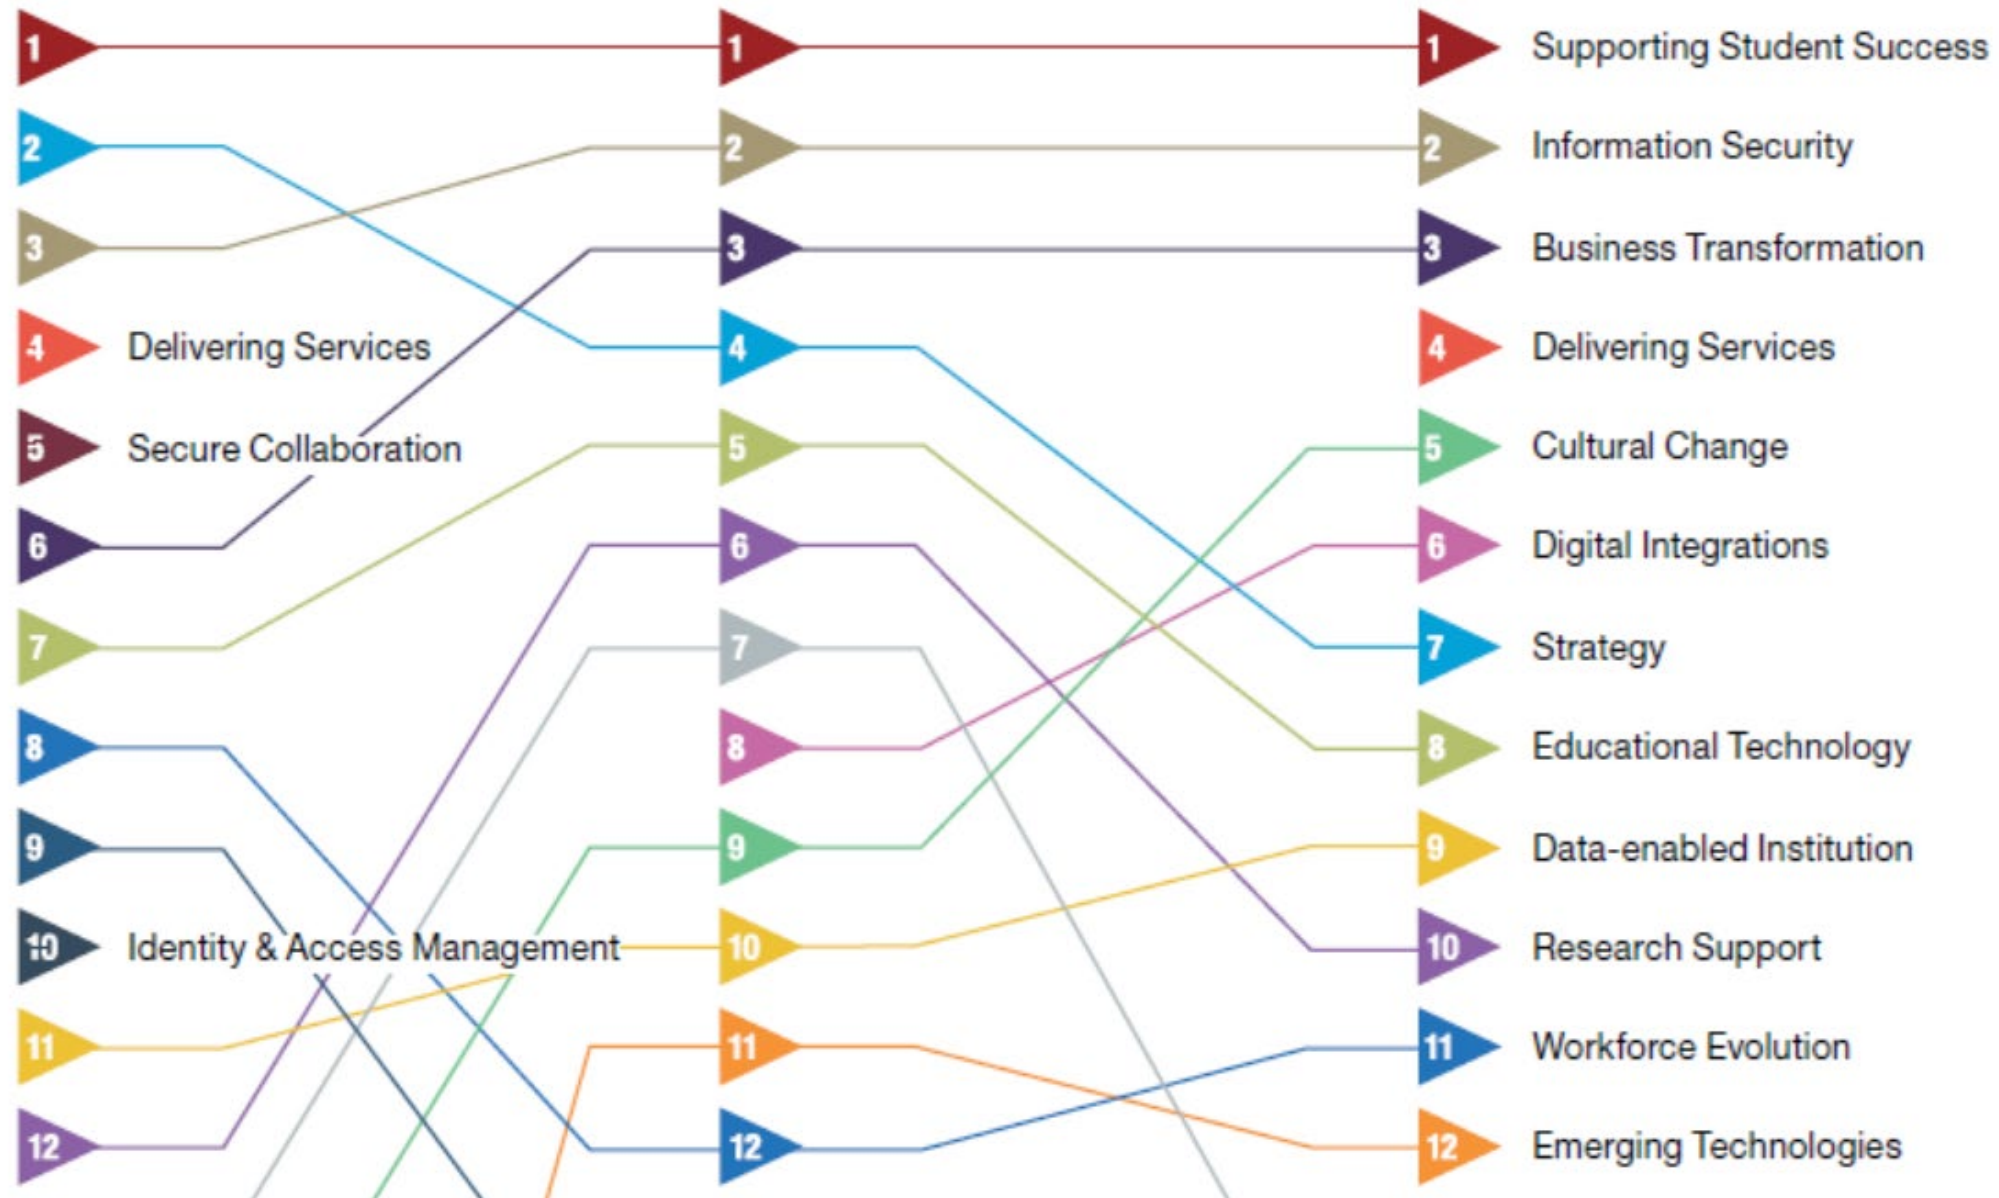 1 1 1 Supporting Student Success
2 2 2 Information Security
3 3 3 Business Transformation
4 Delivering Services 4 4 Delivering Services
5 Secure Collaboration 5 5 Cultural Change
6 6 6 Digital Integrations
7 7 7 Strategy
8 8 8 Educational Technology
9 9 9 Data-enabled Institution
10 Identity & Access Management 10 10 Research Support
11 11 11 Workforce Evolution
12 12 12 Emerging Technologies